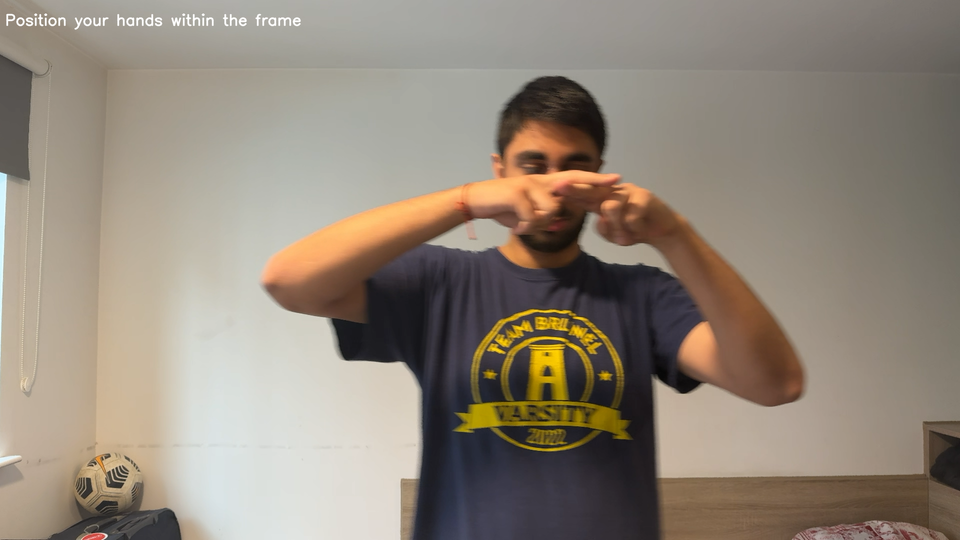 Position your hands within the frame
TEAM BRUNEL
VARSITY
2022